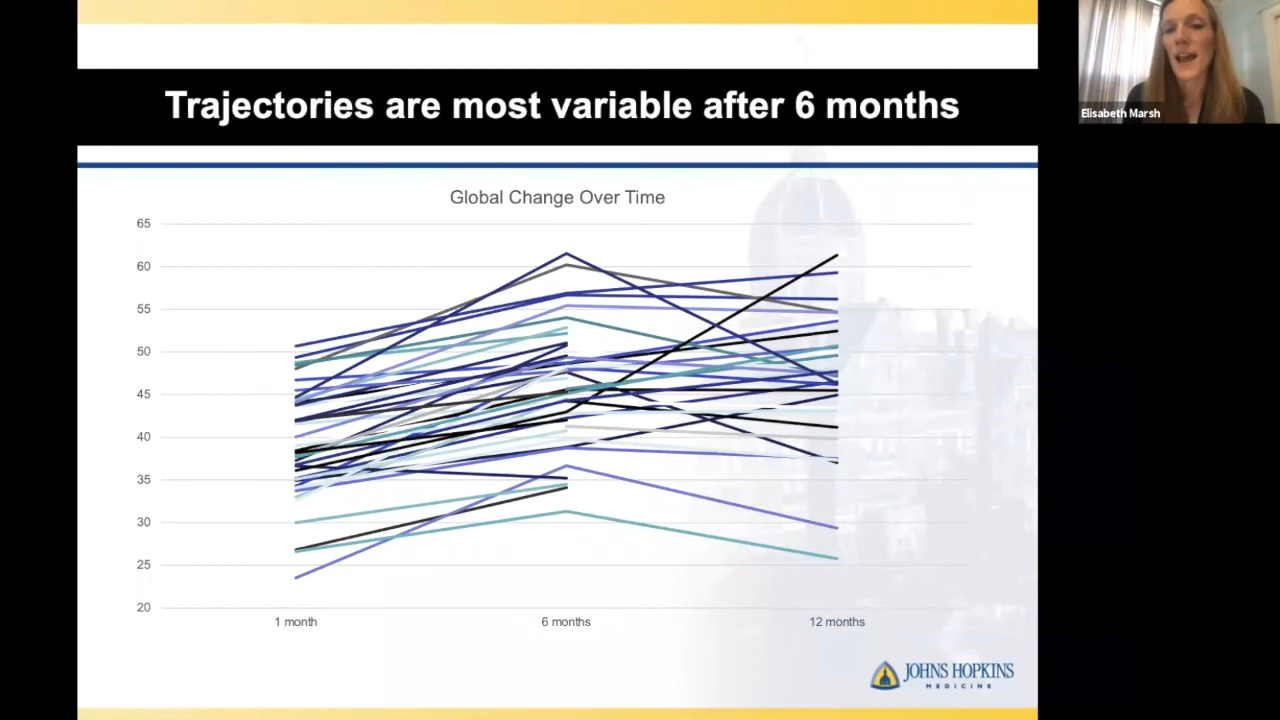 Trajectories are most variable after 6 months
Elisabeth Marsh
Global Change Over Time
65
60
55
50
45
40
35
30
25
20
1 month 6 months 12 months
JOHNS HOPKINS
MEDICINE